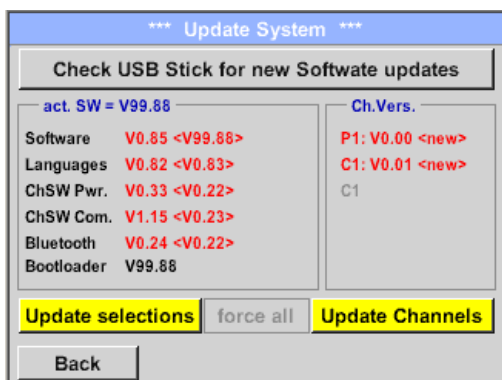 *** Update System ***
Check USB Stick for new Softwate updates
act. SW = V99.88
Software V0.85 <V99.88>
Languages V0.82 <V0.83>
ChSW Pwr. V0.33 <V0.22>
ChSW Com. V1.15 <V0.23>
Bluetooth V0.24 <V0.22>
Bootloader V99.88
Ch.Vers.
P1: V0.00 <new>
C1: V0.01 <new>
C1
Update selections force all Update Channels
Back